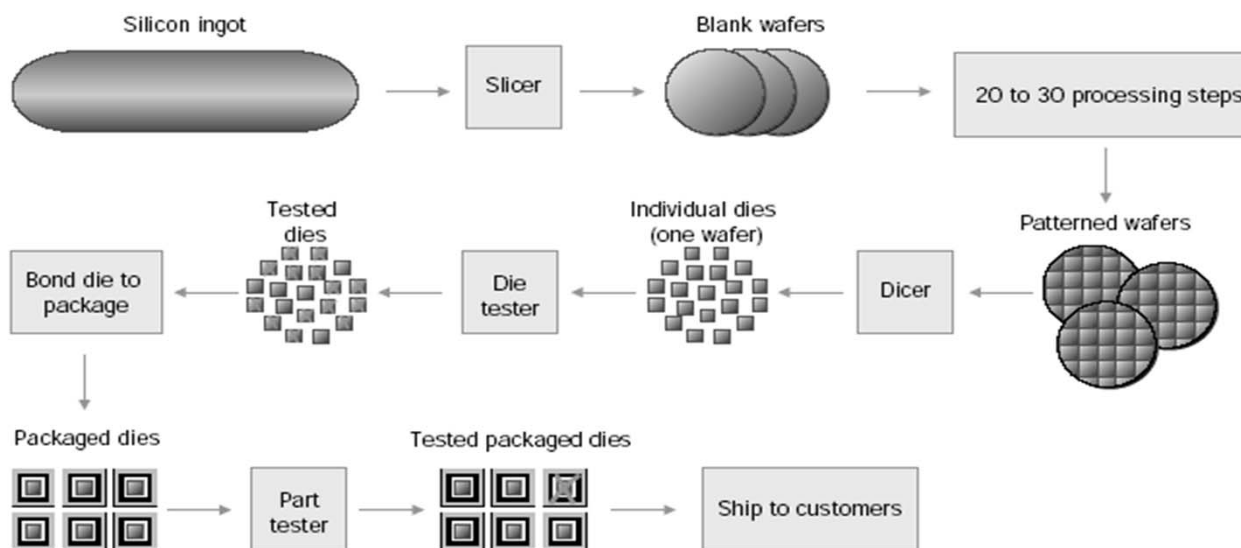 Silicon ingot
Slicer
Blank wafers
20 to 30 processing steps
Patterned wafers
Dicer
Individual dies
(one wafer)
Die
tester
Tested
dies
Bond die to
package
Packaged dies
Part
tester
Tested packaged dies
Ship to customers